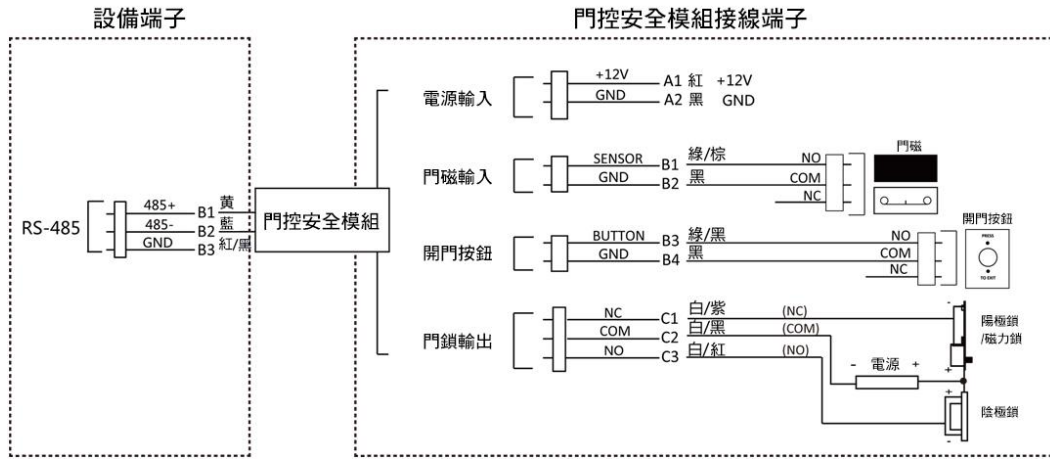 設備端子
門控安全模組接線端子
RS-485
485+ B1 黄
485- B2 藍
GND B3 紅/黑
門控安全模組
電源輸入
+12V A1 紅 +12V
GND A2 黑 GND
門磁輸入
SENSOR B1 綠/棕 NO
GND B2 黑 COM
NC
門磁
開門按鈕
BUTTON B3 綠/黑 NO
GND B4 黑 COM
NC
開門按鈕
PRESS
TO EXIT
門鎖輸出
NC C1 白/紫 (NC)
COM C2 白/黑 (COM)
NO C3 白/紅 (NO)
-
陽極鎖
/磁力鎖
+
- 電源 +
+
陰極鎖
-